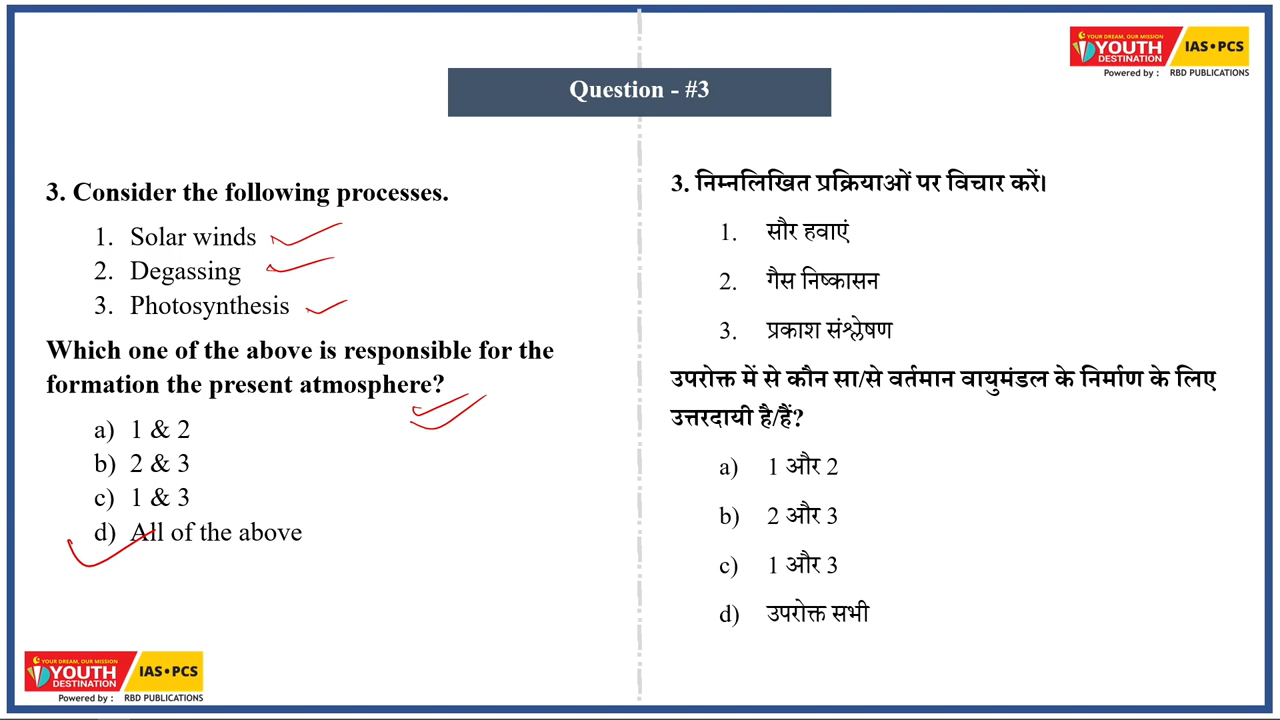 YOUR DREAM, OUR MISSION
YOUTH
DESTINATION
IAS•PCS
Powered by : RBD PUBLICATIONS
Question - #3
3. Consider the following processes.
1. Solar winds
2. Degassing
3. Photosynthesis
Which one of the above is responsible for the
formation the present atmosphere?
a) 1 & 2
b) 2 & 3
c) 1 & 3
d) All of the above
3. निम्नलिखित प्रक्रियाओं पर विचार करें।
1. सौर हवाएं
2. गैस निष्कासन
3. प्रकाश संश्लेषण
उपरोक्त में से कौन सा/से वर्तमान वायुमंडल के निर्माण के लिए
उत्तरदायी है/हैं?
a) 1 और 2
b) 2 और 3
c) 1 और 3
d) उपरोक्त सभी
YOUR DREAM, OUR MISSION
YOUTH
DESTINATION
IAS•PCS
Powered by : RBD PUBLICATIONS